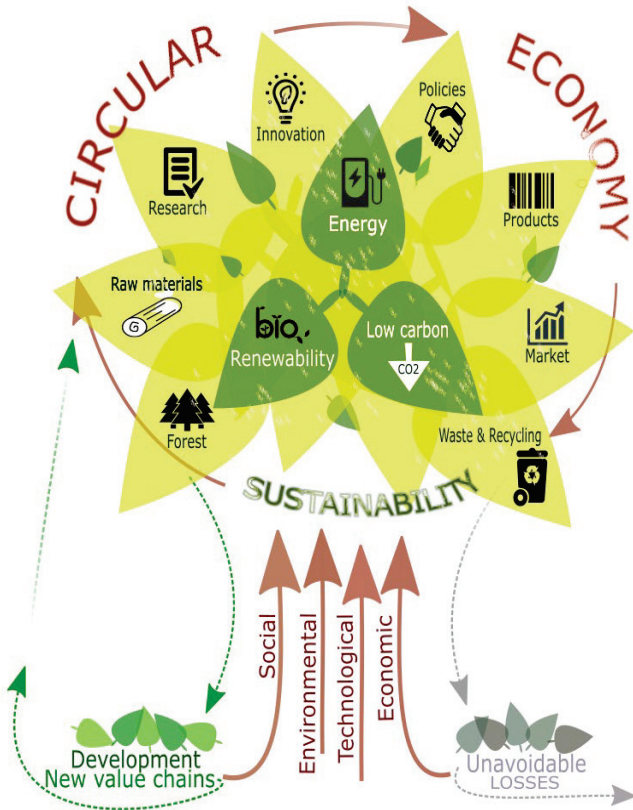 CIRCULAR
ECONOMY
Innovation
Policies
Research
Energy
Products
Raw materials
G
bio
Renewability
Low carbon
CO2
Market
Forest
Waste & Recycling
SUSTAINABILITY
Social
Environmental
Technological
Economic
Development
New value chains
Unavoidable
LOSSES